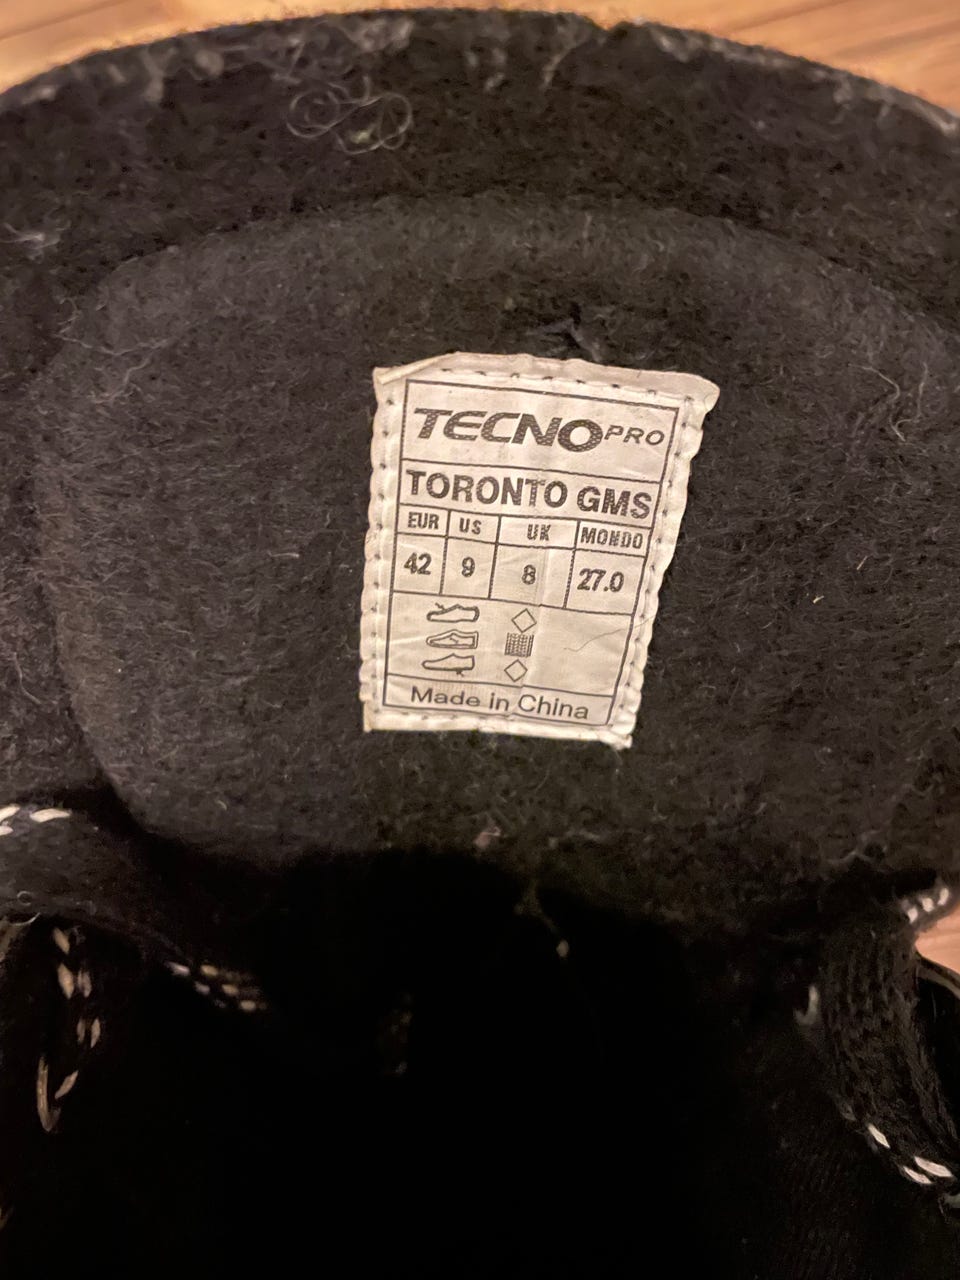 TECNOPRO
TORONTO GMS
EUR US UK MONDO
42 9 8 27.0
Made in China